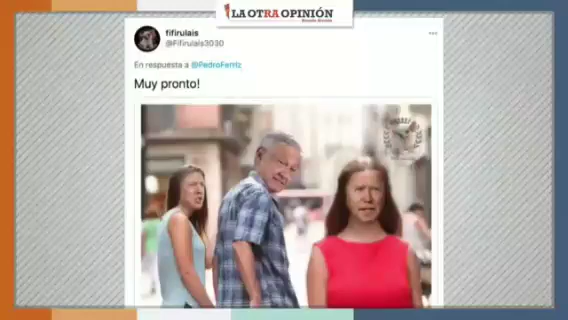 LA OTRA OPINIÓN
fifirulais
@Fifirulais3030
En respuesta a @PedroFerriz
Muy pronto!